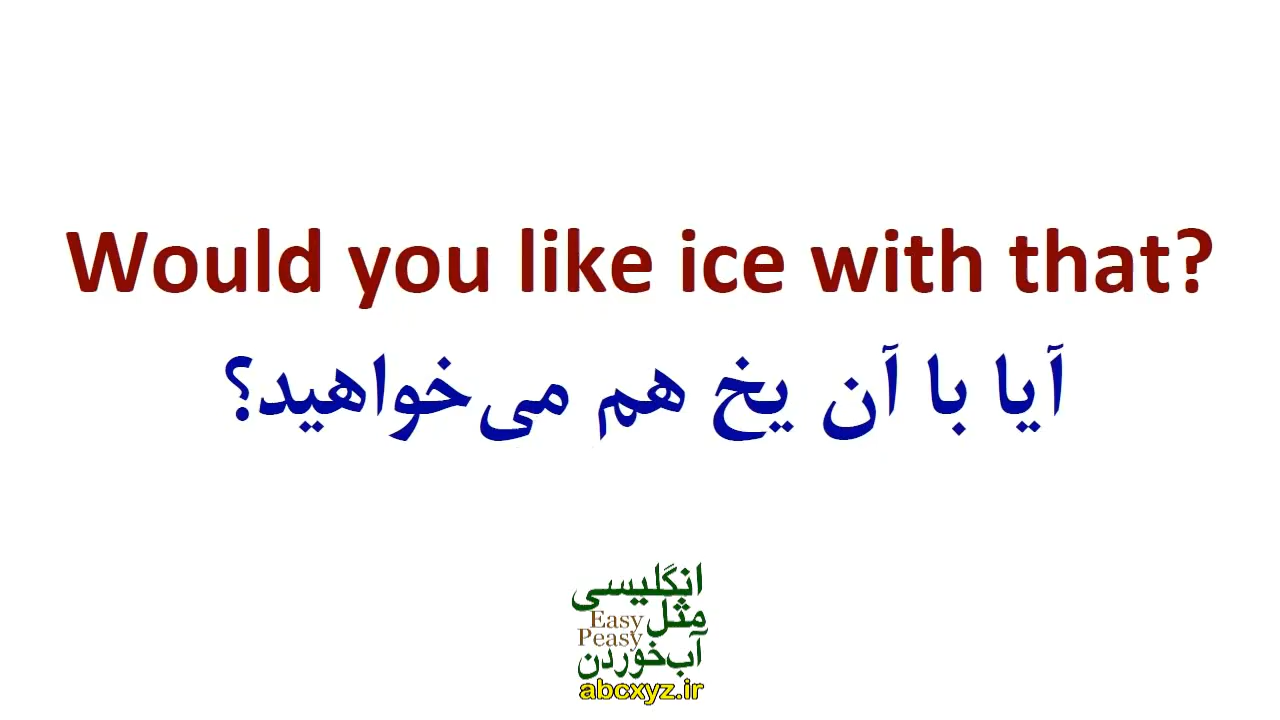 Would you like ice with that?
آیا با آن یخ هم می‌خواهید؟
انگلیسی
مثل
Easy
Peasy
آب‌خوردن
abcxyz.ir